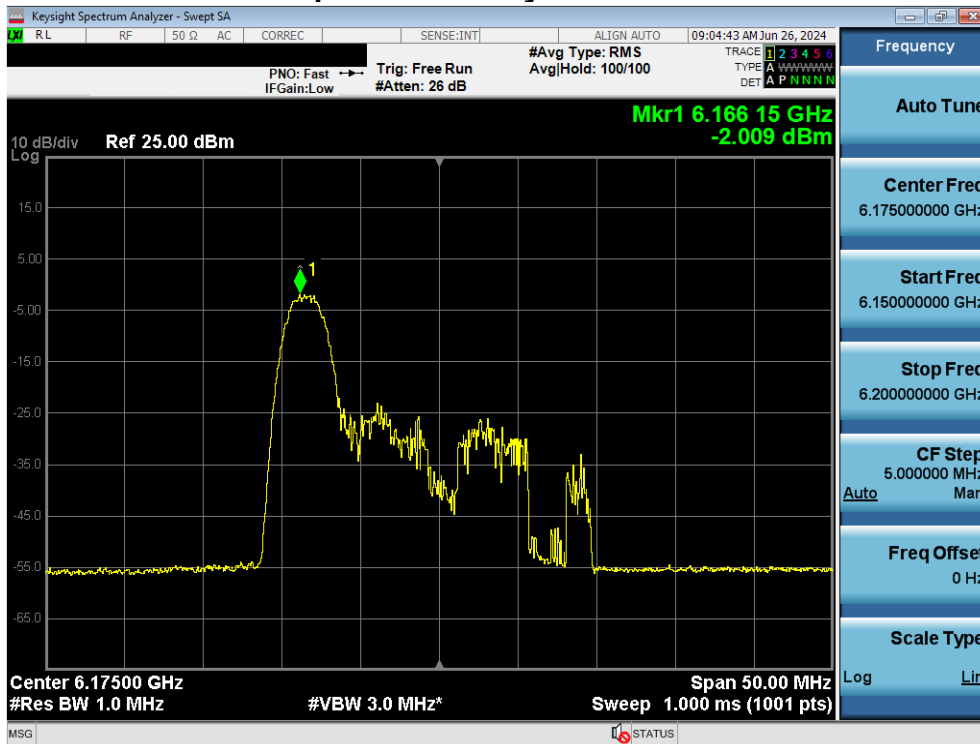 Keysight Spectrum Analyzer - Swept SA
LXI RL RF 50 Ω AC CORREC SENSE:INT ALIGN AUTO 09:04:43 AM Jun 26, 2024
#Avg Type: RMS TRACE 1 2 3 4 5 6
PNO: Fast Trig: Free Run Avg|Hold: 100/100 TYPE A WWWWW
IFGain:Low #Atten: 26 dB DET A P N N N N
Mkr1 6.166 15 GHz
-2.009 dBm
10 dB/div Ref 25.00 dBm
Log
15.0
5.00
1
-5.00
-15.0
-25.0
-35.0
-45.0
-55.0
-65.0
Center 6.17500 GHz Span 50.00 MHz
#Res BW 1.0 MHz #VBW 3.0 MHz* Sweep 1.000 ms (1001 pts)
MSG STATUS
Frequency
Auto Tune
Center Freq
6.175000000 GHz
Start Freq
6.150000000 GHz
Stop Freq
6.200000000 GHz
CF Step
5.000000 MHz
Auto Man
Freq Offset
0 Hz
Scale Type
Log Lin